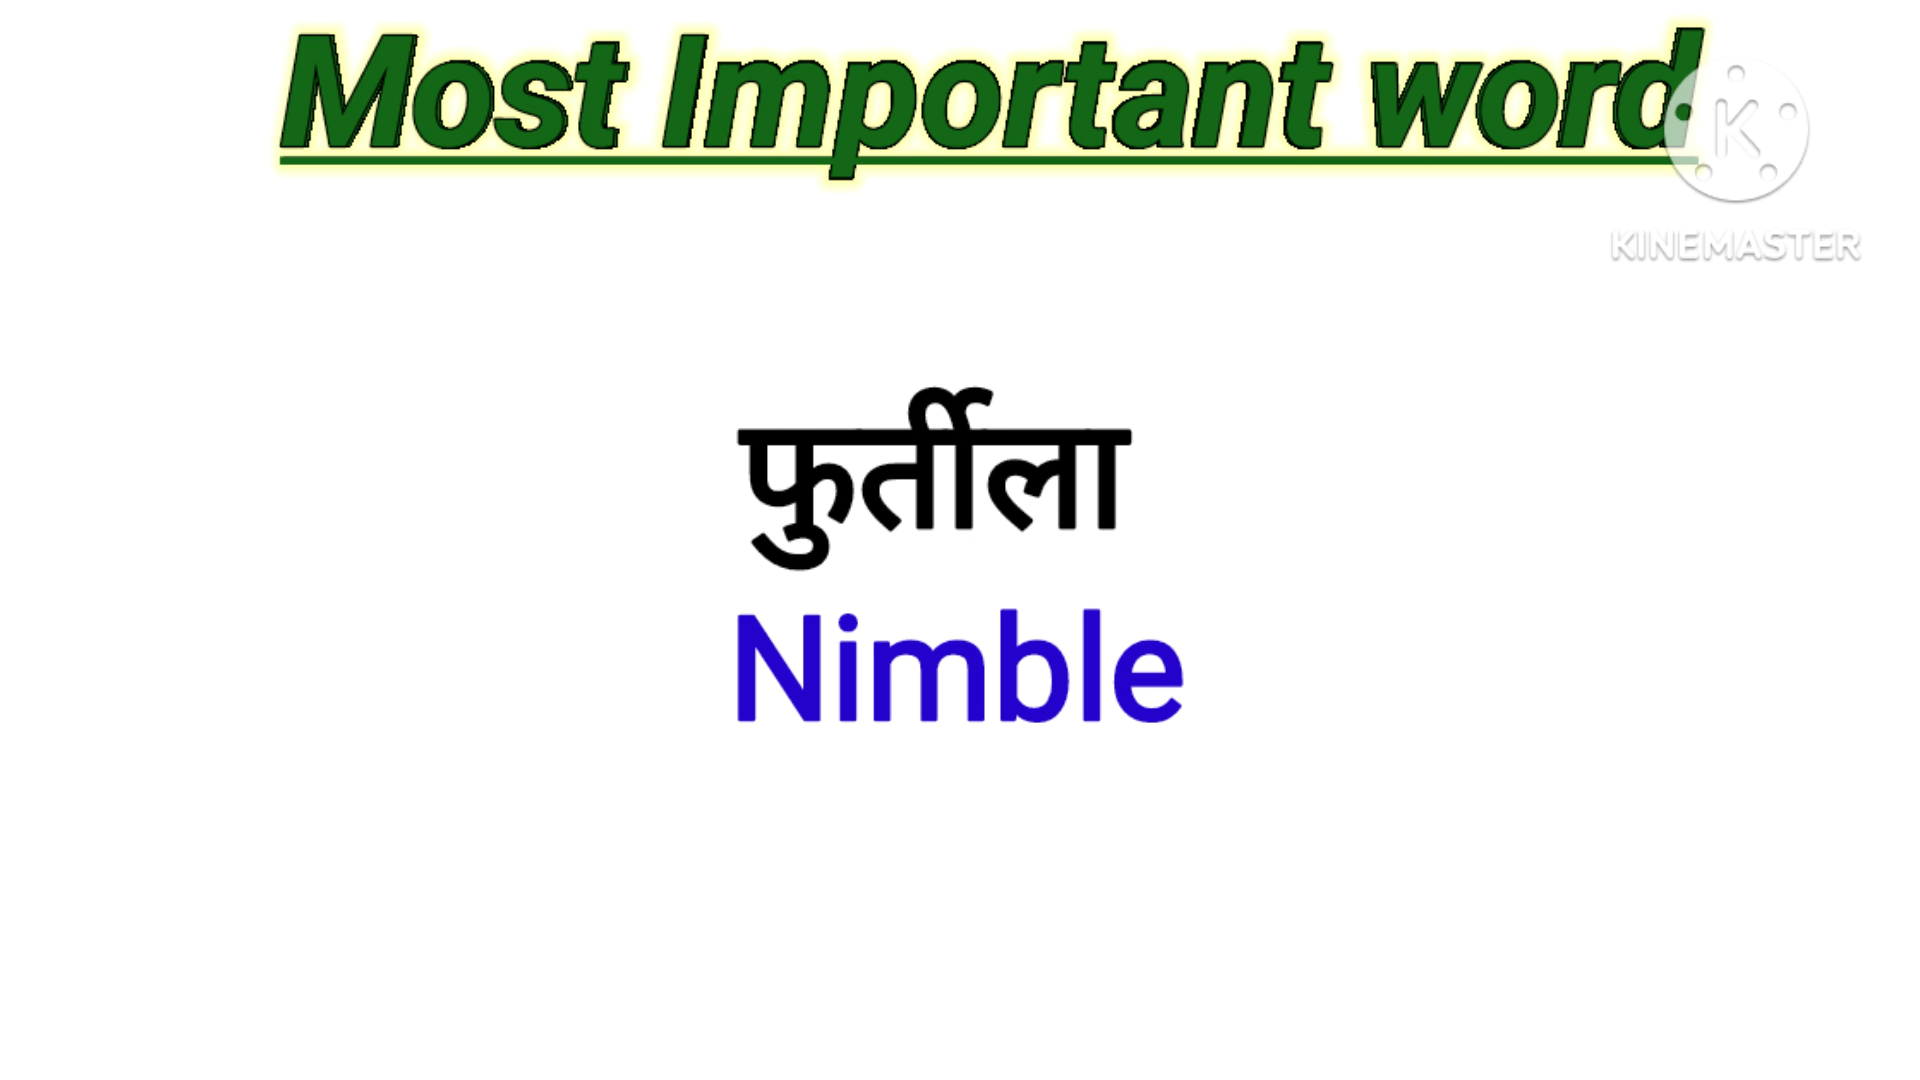 Most Important word
K
KINEMASTER
फुर्तीला
Nimble